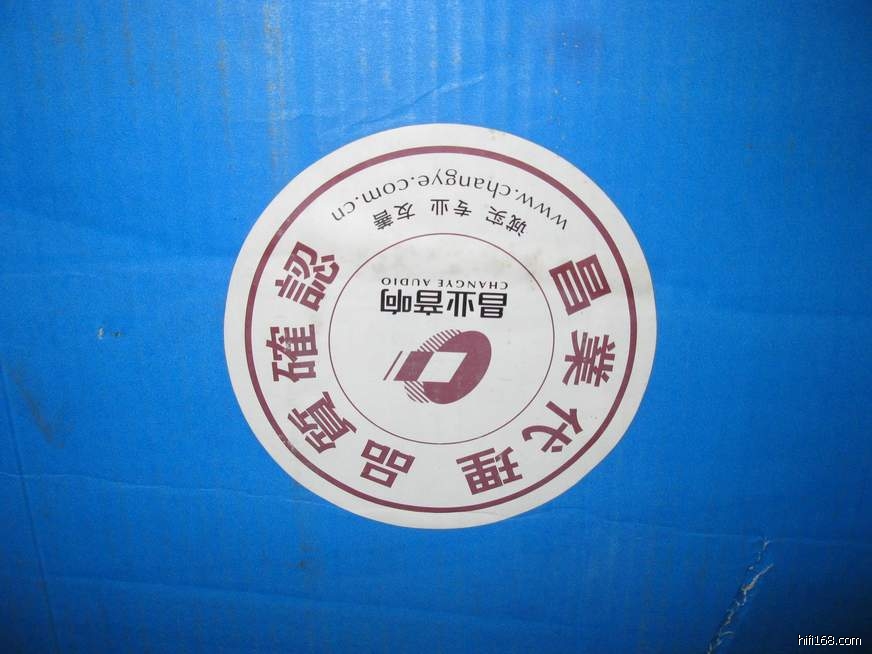 昌業代理 品質確認
昌业音响
CHANGYE AUDIO
诚实 专业 友善
www.changye.com.cn
hifi168.com